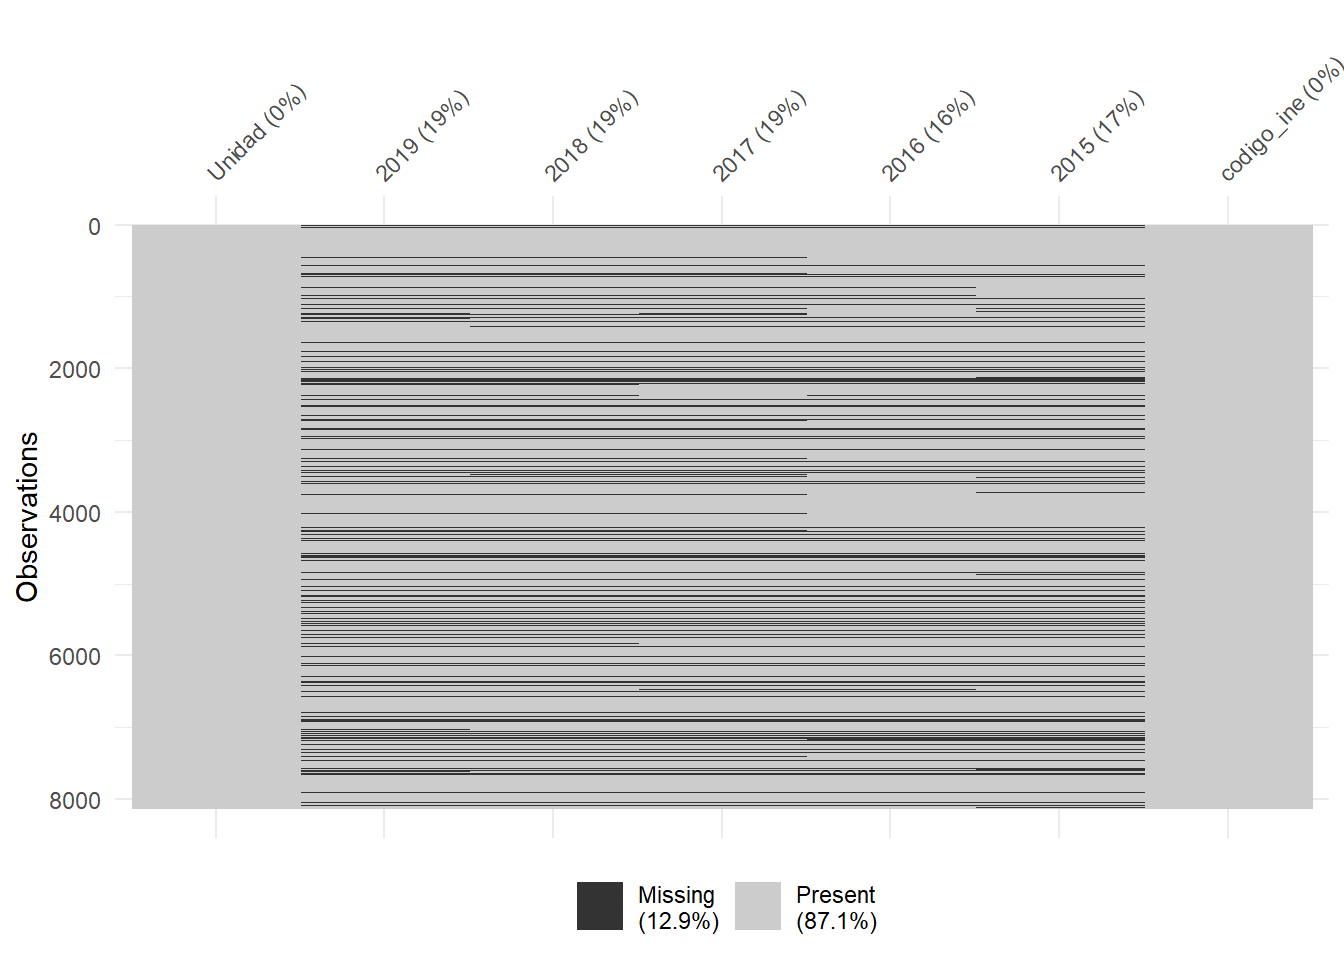 Unidad (0%)
2019 (19%)
2018 (19%)
2017 (19%)
2016 (16%)
2015 (17%)
codigo_ine (0%)
Observations
0
2000
4000
6000
8000
Missing
(12.9%)
Present
(87.1%)